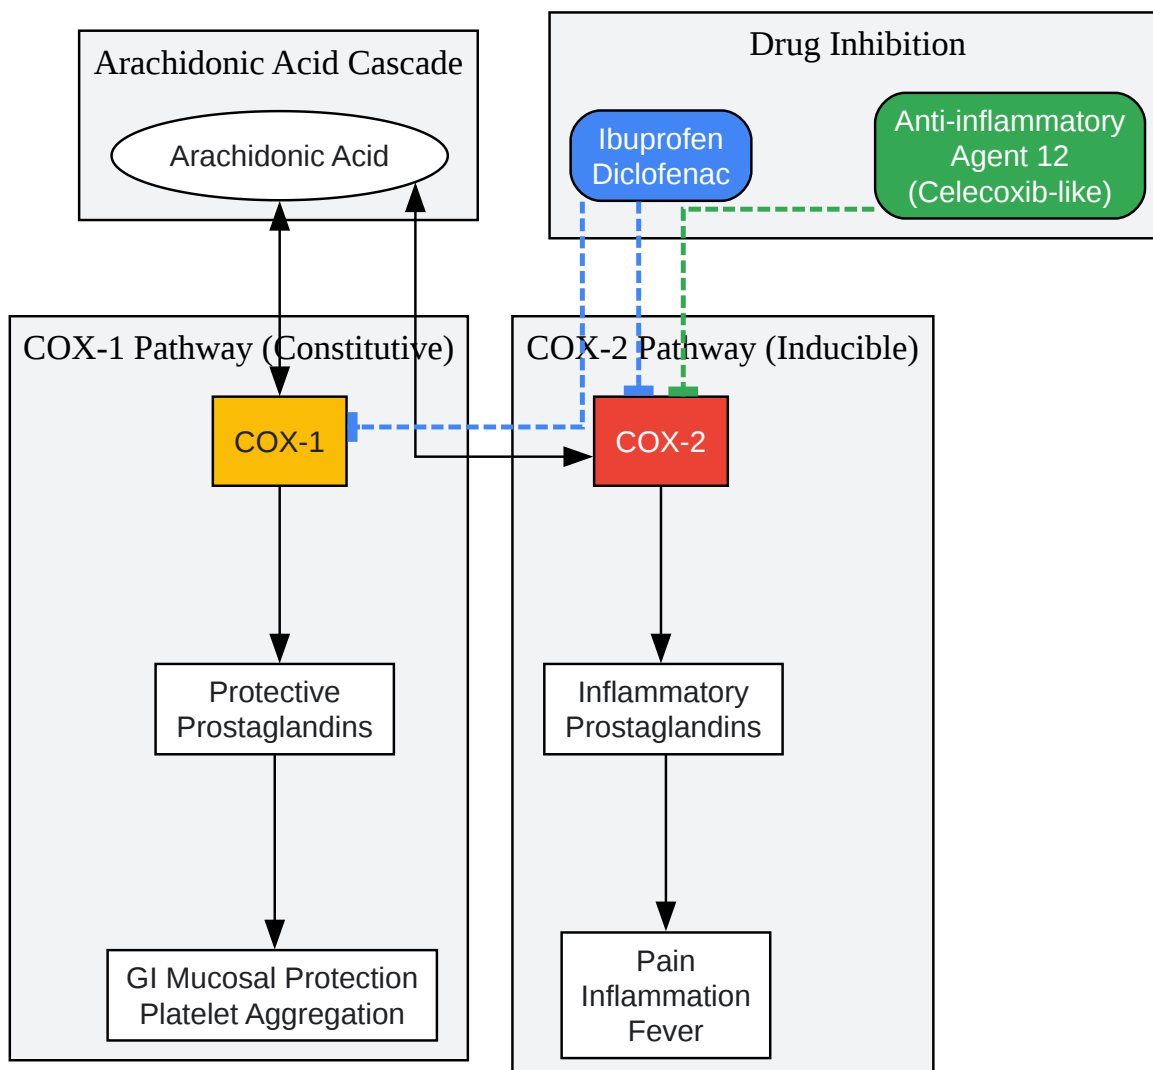 Arachidonic Acid Cascade
Arachidonic Acid
Drug Inhibition
Ibuprofen
Diclofenac
Anti-inflammatory
Agent 12
(Celecoxib-like)
COX-1 Pathway (Constitutive)
COX-1
Protective
Prostaglandins
GI Mucosal Protection
Platelet Aggregation
COX-2 Pathway (Inducible)
COX-2
Inflammatory
Prostaglandins
Pain
Inflammation
Fever